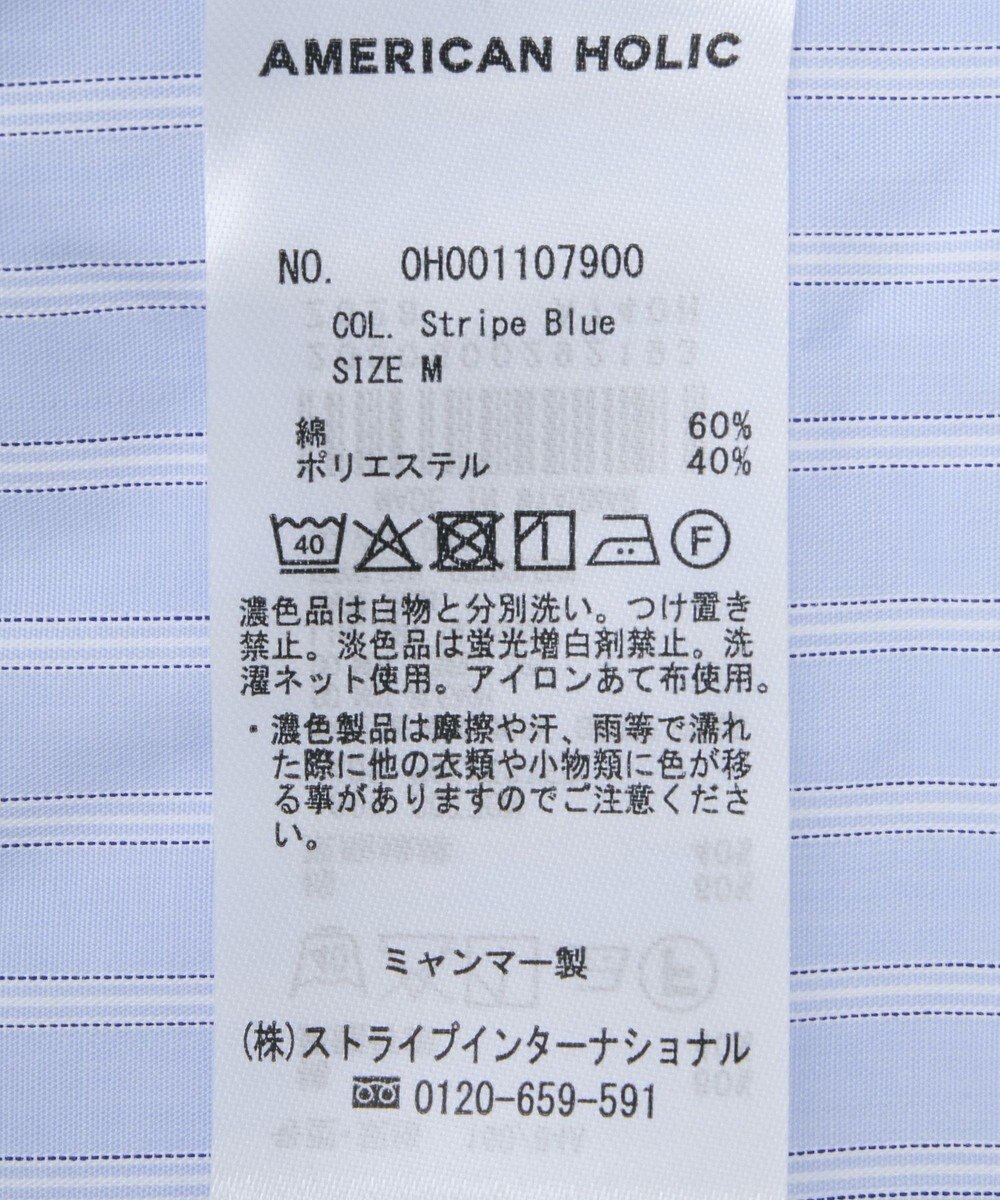 AMERICAN HOLIC
NO. OH001107900
COL. Stripe Blue
SIZE M
綿 60%
ポリエステル 40%
40 F
濃色品は白物と分別洗い。つけ置き
禁止。淡色品は蛍光増白剤禁止。洗
濯ネット使用。アイロンあて布使用。
・濃色製品は摩擦や汗、雨等で濡れ
た際に他の衣類や小物類に色が移
る事がありますのでご注意くださ
い。
ミャンマー製
(株)ストライプインターナショナル
0120-659-591